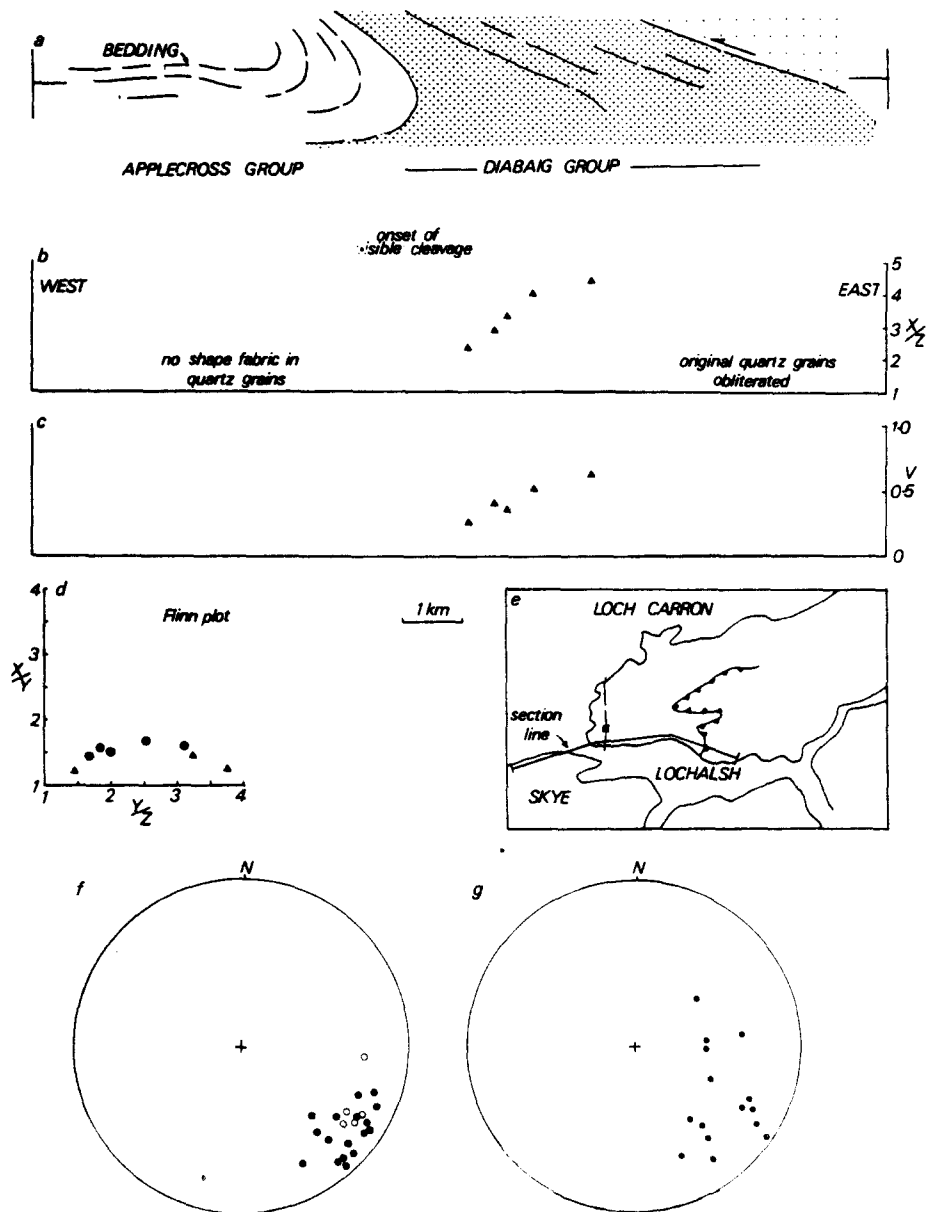 a
BEDDING
APPLECROSS GROUP
DIABAIG GROUP
b
onset of
sible cleavage
WEST
EAST
no shape fabric in
quartz grains
original quartz grains
obliterated
5
4
3
2
1
X/Z
c
1·0
V
0·5
0
d
Flinn plot
1 km
4
3
2
1
X/Y
1 2 3 4
Y/Z
e
LOCH CARRON
section
line
LOCHALSH
SKYE
f
N
g
N